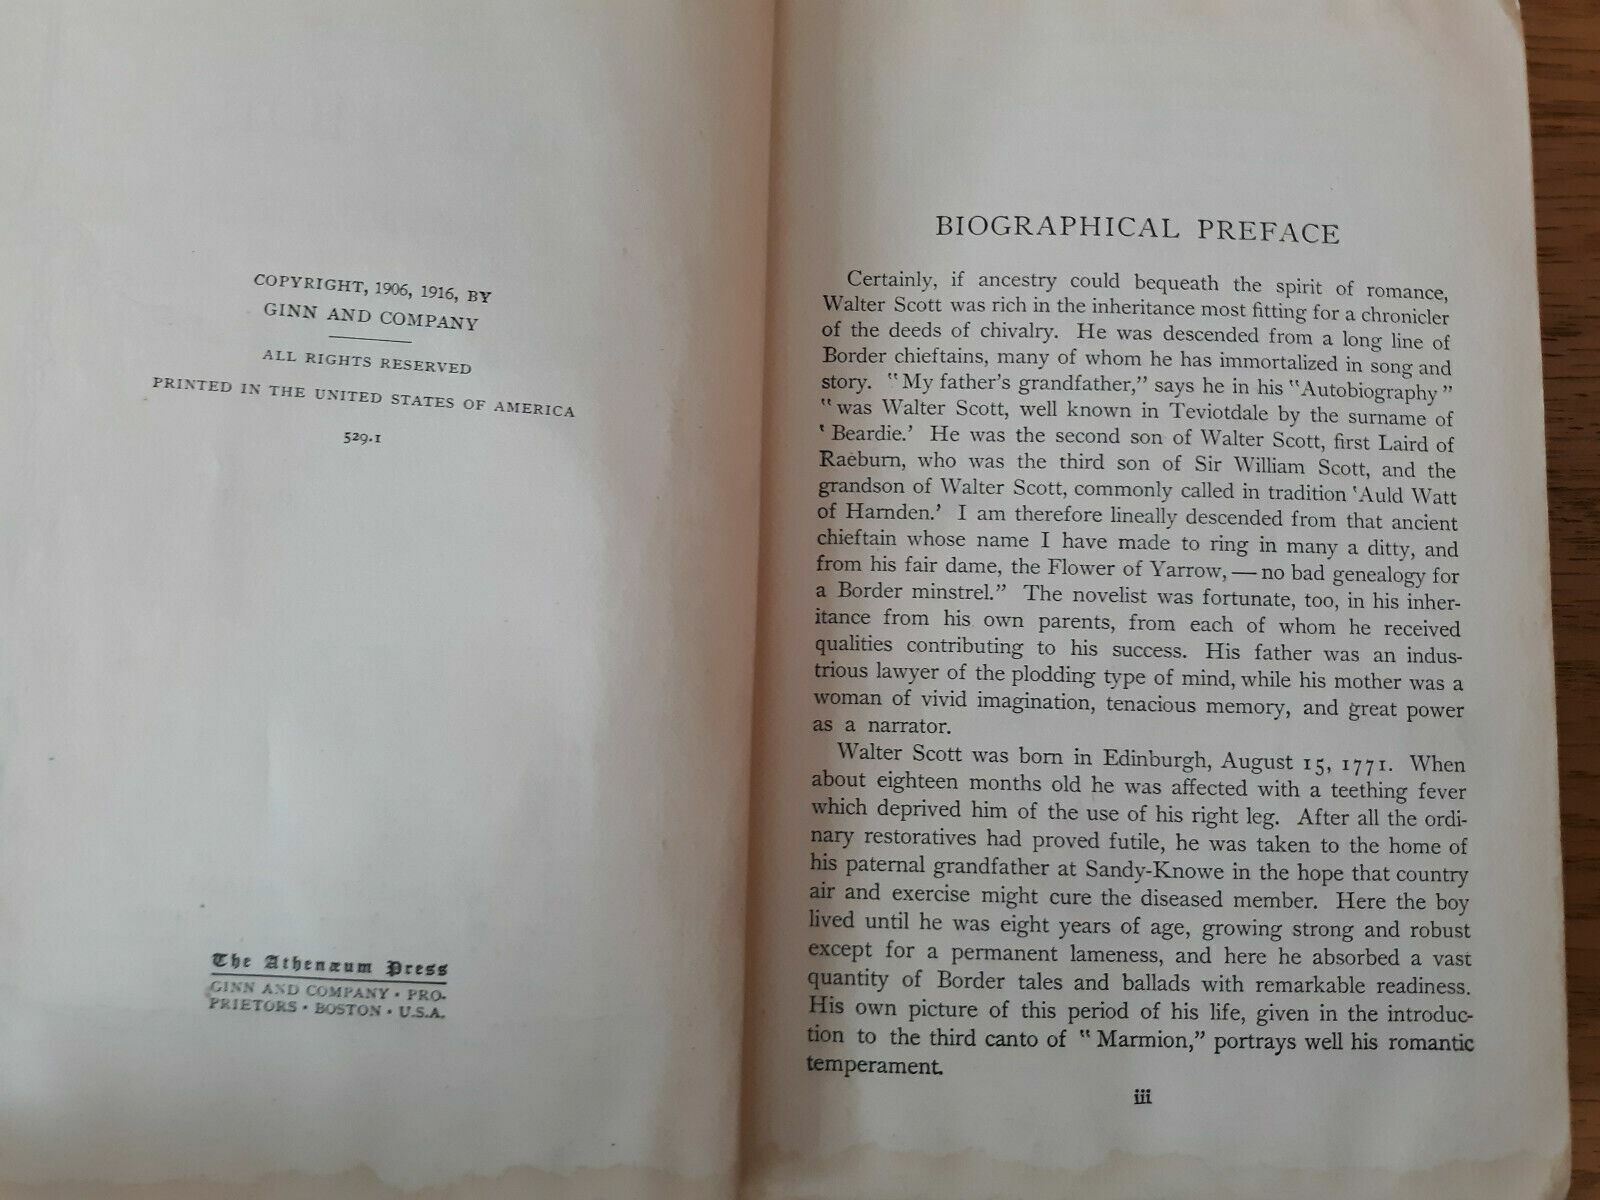 COPYRIGHT, 1906, 1916, BY
GINN AND COMPANY
ALL RIGHTS RESERVED
PRINTED IN THE UNITED STATES OF AMERICA
529.1
The Athenæum Press
GINN AND COMPANY · PRO-
PRIETORS · BOSTON · U.S.A.
BIOGRAPHICAL PREFACE
Certainly, if ancestry could bequeath the spirit of romance,
Walter Scott was rich in the inheritance most fitting for a chronicler
of the deeds of chivalry. He was descended from a long line of
Border chieftains, many of whom he has immortalized in song and
story. "My father's grandfather," says he in his "Autobiography"
"was Walter Scott, well known in Teviotdale by the surname of
'Beardie.' He was the second son of Walter Scott, first Laird of
Raeburn, who was the third son of Sir William Scott, and the
grandson of Walter Scott, commonly called in tradition 'Auld Watt
of Harnden.' I am therefore lineally descended from that ancient
chieftain whose name I have made to ring in many a ditty, and
from his fair dame, the Flower of Yarrow, — no bad genealogy for
a Border minstrel." The novelist was fortunate, too, in his inher-
itance from his own parents, from each of whom he received
qualities contributing to his success. His father was an indus-
trious lawyer of the plodding type of mind, while his mother was a
woman of vivid imagination, tenacious memory, and great power
as a narrator.
Walter Scott was born in Edinburgh, August 15, 1771. When
about eighteen months old he was affected with a teething fever
which deprived him of the use of his right leg. After all the ordi-
nary restoratives had proved futile, he was taken to the home of
his paternal grandfather at Sandy-Knowe in the hope that country
air and exercise might cure the diseased member. Here the boy
lived until he was eight years of age, growing strong and robust
except for a permanent lameness, and here he absorbed a vast
quantity of Border tales and ballads with remarkable readiness.
His own picture of this period of his life, given in the introduc-
tion to the third canto of "Marmion," portrays well his romantic
temperament.
iii